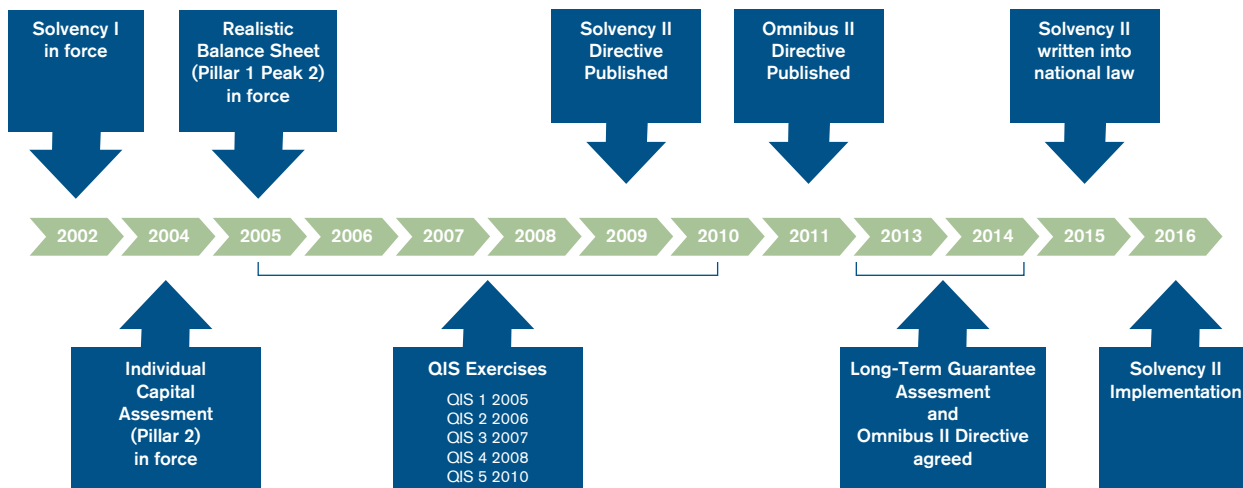 Solvency I
in force
Realistic
Balance Sheet
(Pillar 1 Peak 2)
in force
Solvency II
Directive
Published
Omnibus II
Directive
Published
Solvency II
written into
national law
2002
2004
2005
2006
2007
2008
2009
2010
2011
2013
2014
2015
2016
Individual
Capital
Assesment
(Pillar 2)
in force
QIS Exercises
QIS 1 2005
QIS 2 2006
QIS 3 2007
QIS 4 2008
QIS 5 2010
Long-Term Guarantee
Assesment
and
Omnibus II Directive
agreed
Solvency II
Implementation